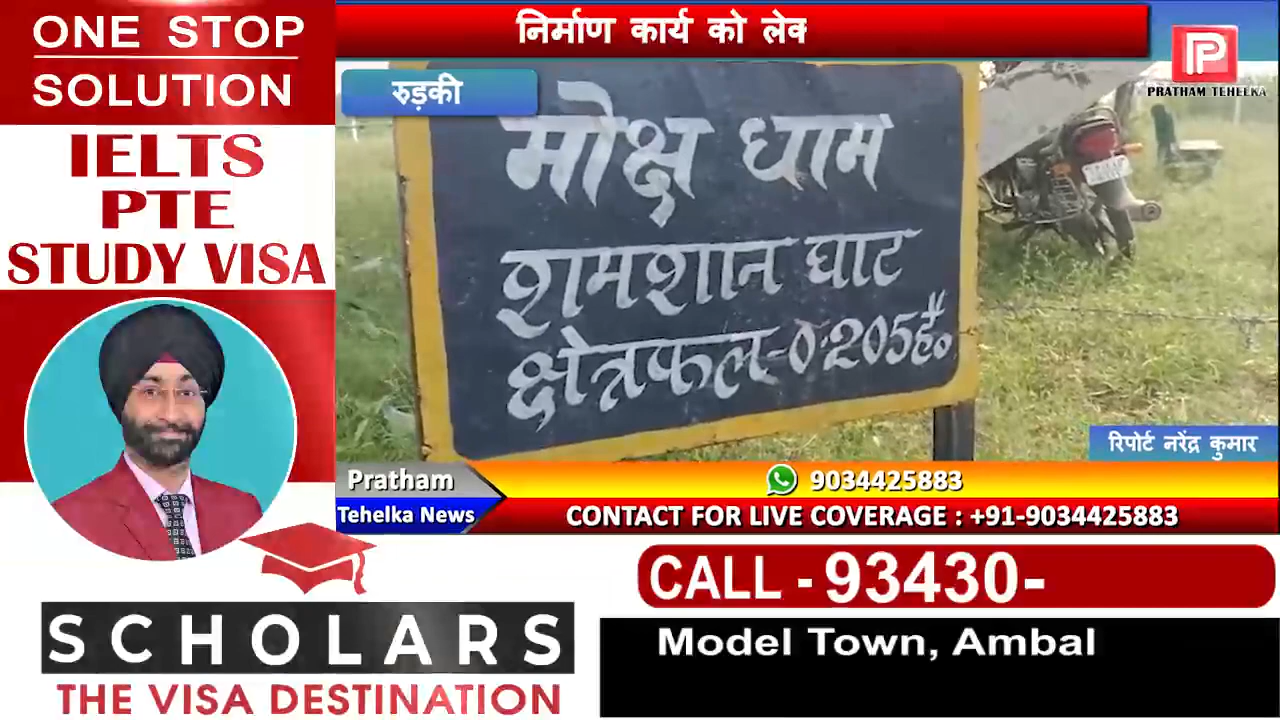 ONE STOP
SOLUTION
IELTS
PTE
STUDY VISA
निर्माण कार्य को लेक
रुड़की
PRATHAM TEHELKA
मोक्ष धाम
शमशान घाट
क्षेत्रफल-0.205हैं०
रिपोर्ट नरेंद्र कुमार
Pratham
Tehelka News
9034425883
CONTACT FOR LIVE COVERAGE : +91-9034425883
CALL - 93430-
Model Town, Ambal
SCHOLARS
THE VISA DESTINATION